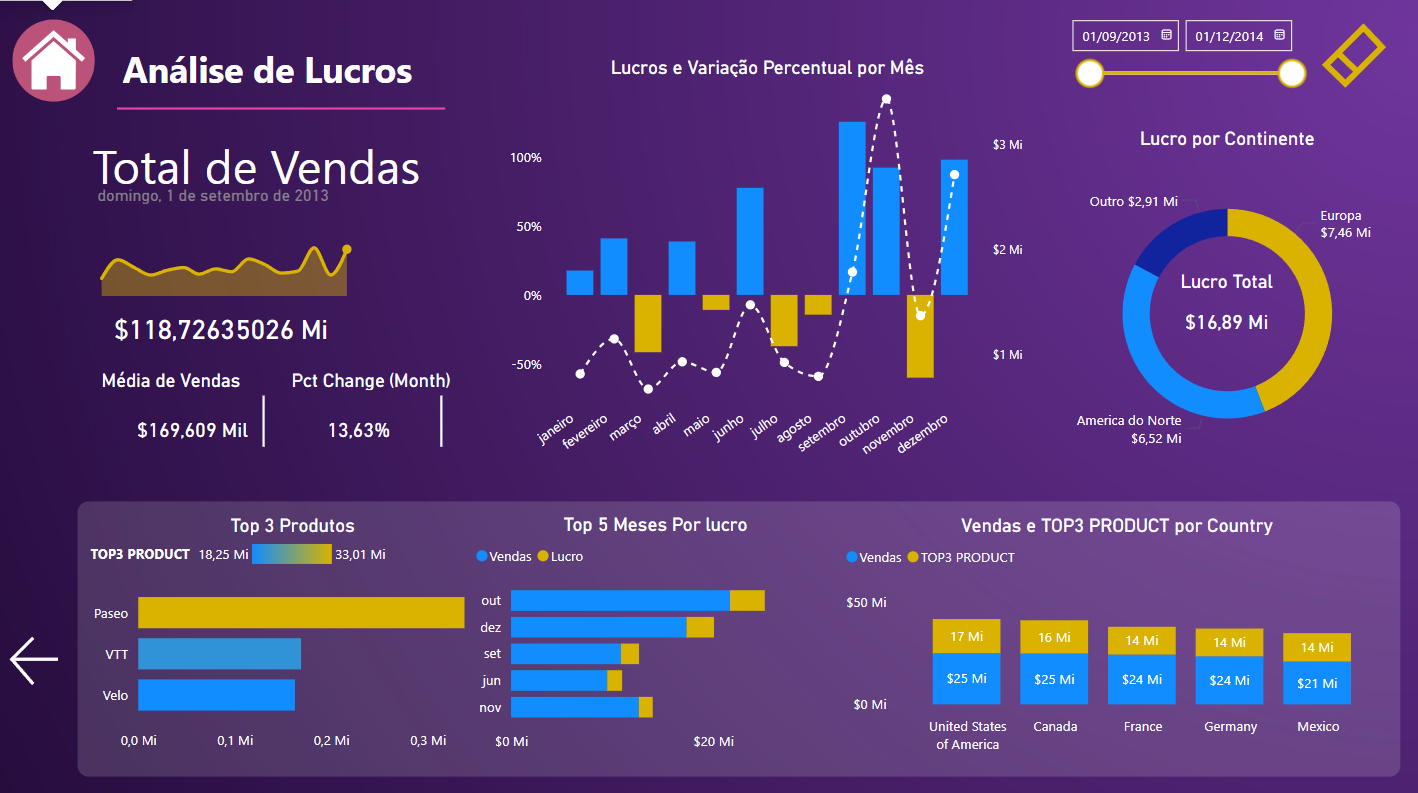 Análise de Lucros
01/09/2013
01/12/2014
Total de Vendas
domingo, 1 de setembro de 2013
$118,72635026 Mi
Média de Vendas
$169,609 Mil
Pct Change (Month)
13,63%
Lucros e Variação Percentual por Mês
100%
50%
0%
-50%
$3 Mi
$2 Mi
$1 Mi
janeiro
fevereiro
março
abril
maio
junho
julho
agosto
setembro
outubro
novembro
dezembro
Lucro por Continente
Outro $2,91 Mi
Europa
$7,46 Mi
Lucro Total
$16,89 Mi
America do Norte
$6,52 Mi
Top 3 Produtos
TOP3 PRODUCT 18,25 Mi 33,01 Mi
Paseo
VTT
Velo
0,0 Mi 0,1 Mi 0,2 Mi 0,3 Mi
Top 5 Meses Por lucro
Vendas Lucro
out
dez
set
jun
nov
$0 Mi $20 Mi
Vendas e TOP3 PRODUCT por Country
Vendas TOP3 PRODUCT
$50 Mi
$0 Mi
17 Mi 16 Mi 14 Mi 14 Mi 14 Mi
$25 Mi $25 Mi $24 Mi $24 Mi $21 Mi
United States
of America
Canada
France
Germany
Mexico